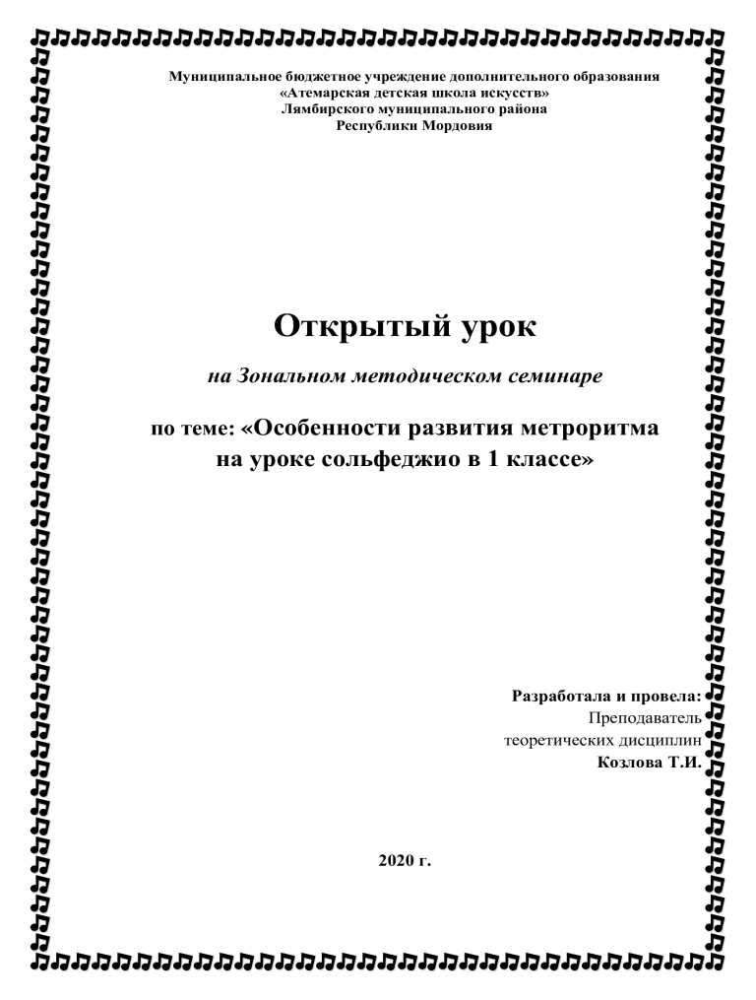 Муниципальное бюджетное учреждение дополнительного образования
«Атемарская детская школа искусств»
Лямбирского муниципального района
Республики Мордовия
Открытый урок
на Зональном методическом семинаре
по теме: «Особенности развития метроритма
на уроке сольфеджио в 1 классе»
Разработала и провела:
Преподаватель
теоретических дисциплин
Козлова Т.И.
2020 г.